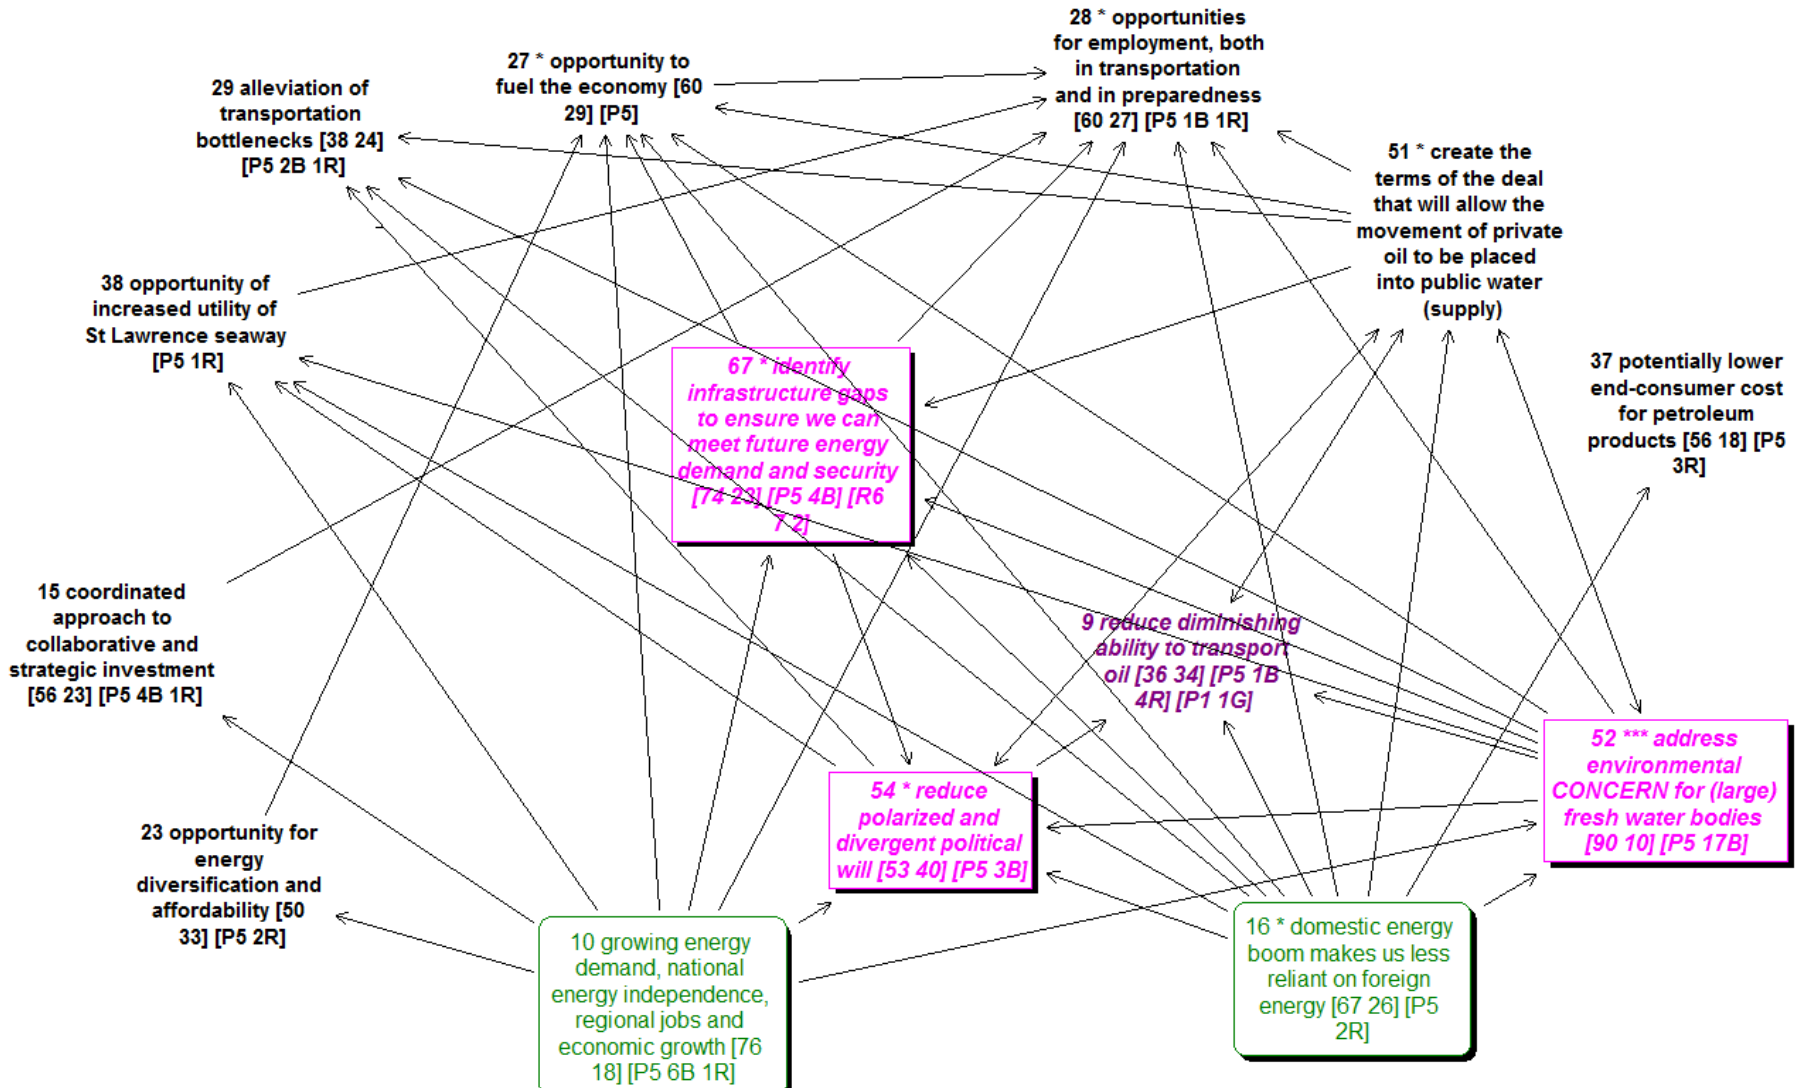 28 * opportunities
for employment, both
in transportation
and in preparedness
[60 27] [P5 1B 1R]
27 * opportunity to
fuel the economy [60
29] [P5]
29 alleviation of
transportation
bottlenecks [38 24]
[P5 2B 1R]
51 * create the
terms of the deal
that will allow the
movement of private
oil to be placed
into public water
(supply)
38 opportunity of
increased utility of
St Lawrence seaway
[P5 1R]
67 * identify
infrastructure gaps
to ensure we can
meet future energy
demand and security
[74 23] [P5 4B] [R6
7 2]
37 potentially lower
end-consumer cost
for petroleum
products [56 18] [P5
3R]
15 coordinated
approach to
collaborative and
strategic investment
[56 23] [P5 4B 1R]
9 reduce diminishing
ability to transport
oil [36 34] [P5 1B
4R] [P1 1G]
52 *** address
environmental
CONCERN for (large)
fresh water bodies
[90 10] [P5 17B]
54 * reduce
polarized and
divergent political
will [53 40] [P5 3B]
23 opportunity for
energy
diversification and
affordability [50
33] [P5 2R]
10 growing energy
demand, national
energy independence,
regional jobs and
economic growth [76
18] [P5 6B 1R]
16 * domestic energy
boom makes us less
reliant on foreign
energy [67 26] [P5
2R]